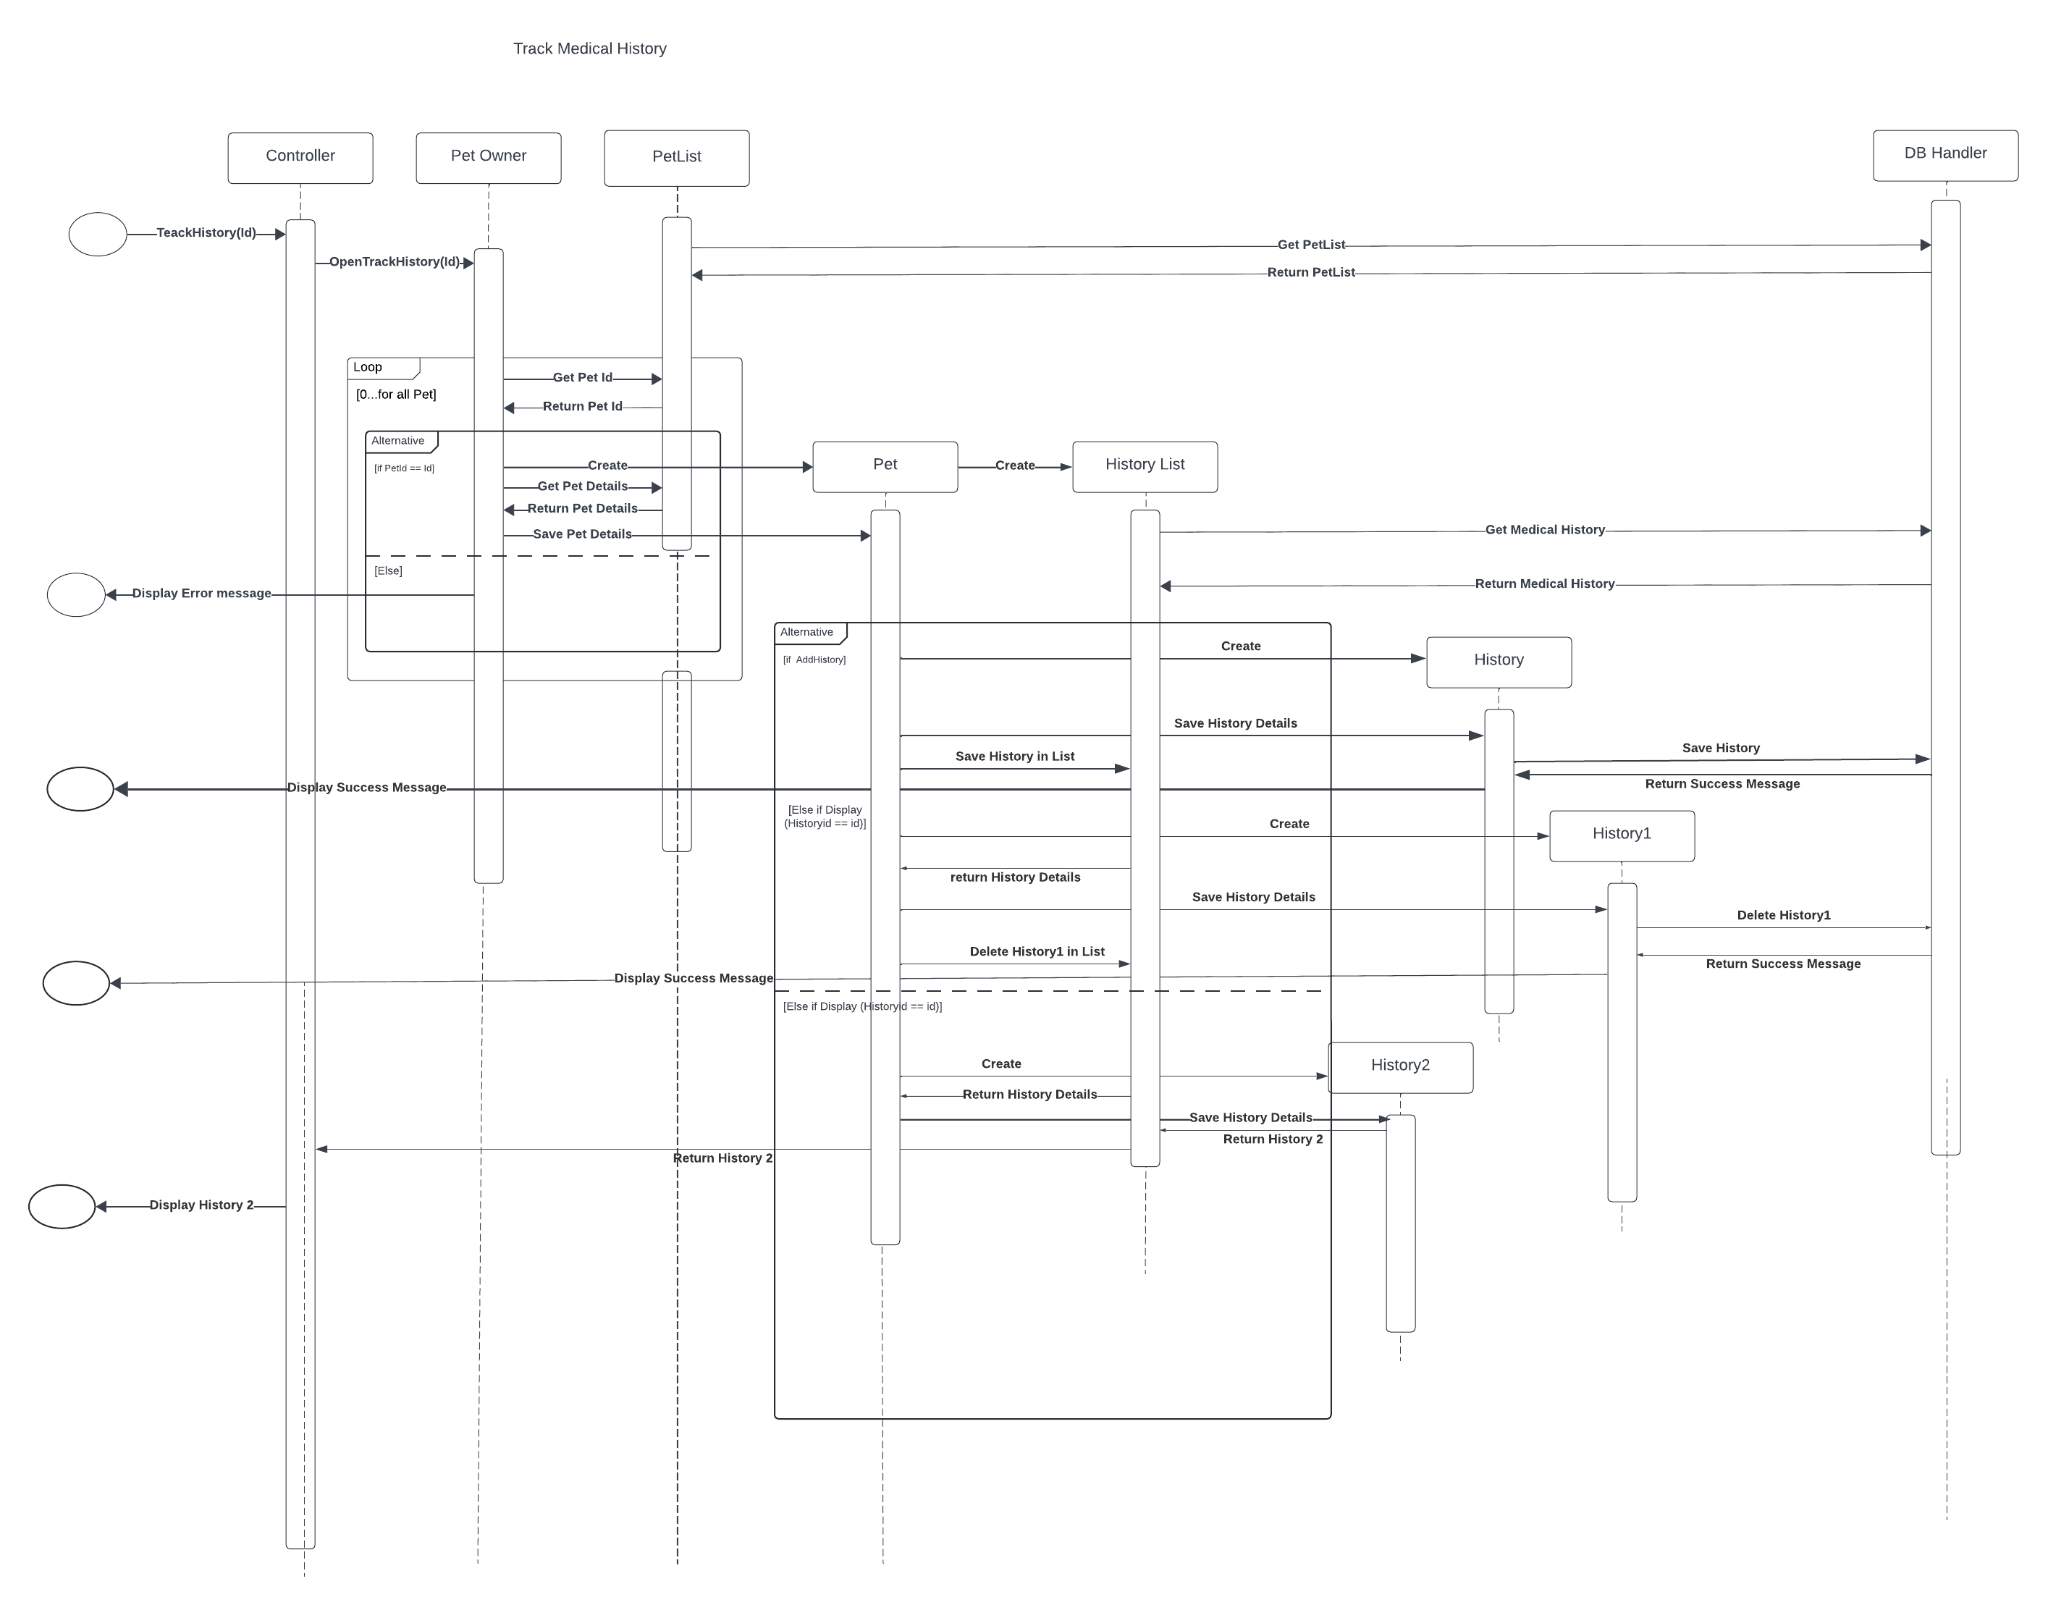 Track Medical History
Controller
Pet Owner
PetList
DB Handler
TeackHistory(Id)
Get PetList
OpenTrackHistory(Id)
Return PetList
Loop
[0...for all Pet]
Get Pet Id
Return Pet Id
Alternative
[if PetId == Id]
Create
Pet
Create
History List
Get Pet Details
Return Pet Details
Save Pet Details
Get Medical History
[Else]
Display Error message
Return Medical History
Alternative
[if  AddHistory]
Create
History
Save History Details
Save History in List
Save History
Return Success Message
Display Success Message
[Else if Display
(Historyid == id)]
Create
History1
return History Details
Save History Details
Delete History1
Delete History1 in List
Return Success Message
Display Success Message
[Else if Display (Historyid == id)]
Create
History2
Return History Details
Save History Details
Return History 2
Return History 2
Display History 2